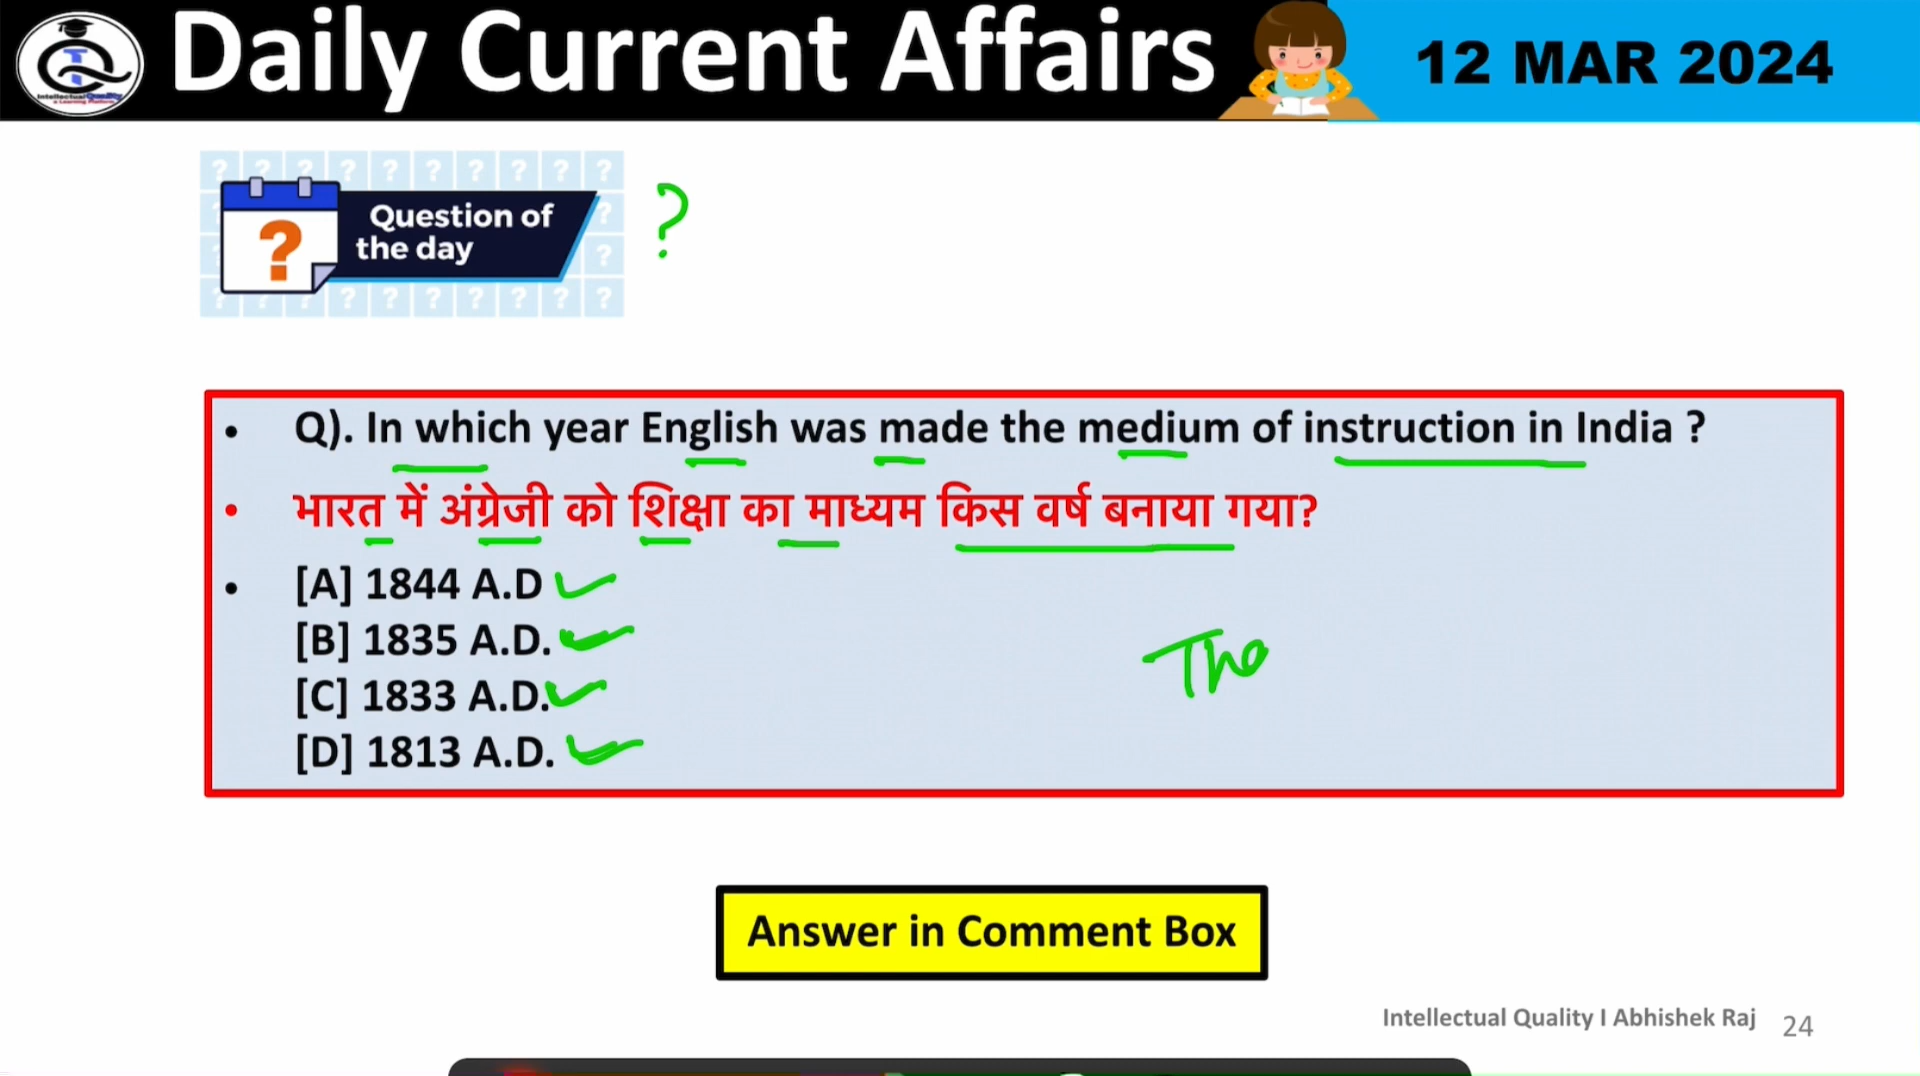 Daily Current Affairs
12 MAR 2024
Question of
the day
?
• Q). In which year English was made the medium of instruction in India ?
• भारत में अंग्रेजी को शिक्षा का माध्यम किस वर्ष बनाया गया?
• [A] 1844 A.D
[B] 1835 A.D.
[C] 1833 A.D.
[D] 1813 A.D.
The
Answer in Comment Box
Intellectual Quality I Abhishek Raj
24